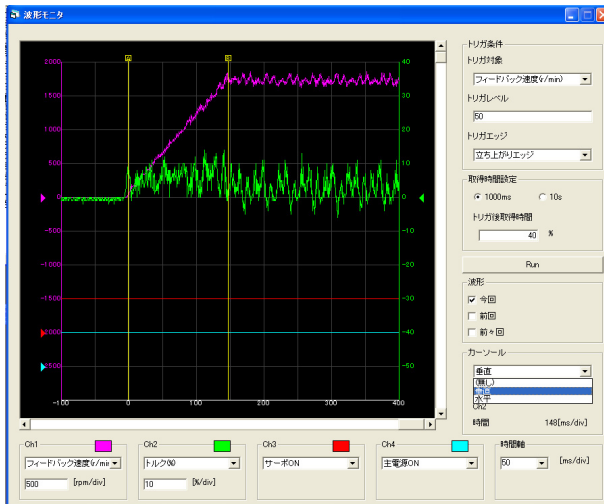 波形モニタ
2000
1500
1000
500
0
-500
-1000
-1500
-2000
-2500
40
30
20
10
0
-10
-20
-30
-40
-50
-100
0
100
200
300
400
トリガ条件
トリガ対象
フィードバック速度(r/min)
トリガレベル
50
トリガエッジ
立ち上がりエッジ
取得時間設定
1000ms
10s
トリガ後取得時間
40 %
Run
波形
今回
前回
前々回
カーソール
垂直
(無し)
垂直
水平
Ch2
時間 148[ms/div]
Ch1
フィードバック速度(r/min
500 [rpm/div]
Ch2
トルク(%)
10 [%/div]
Ch3
サーボON
Ch4
主電源ON
時間軸
50 [ms/div]